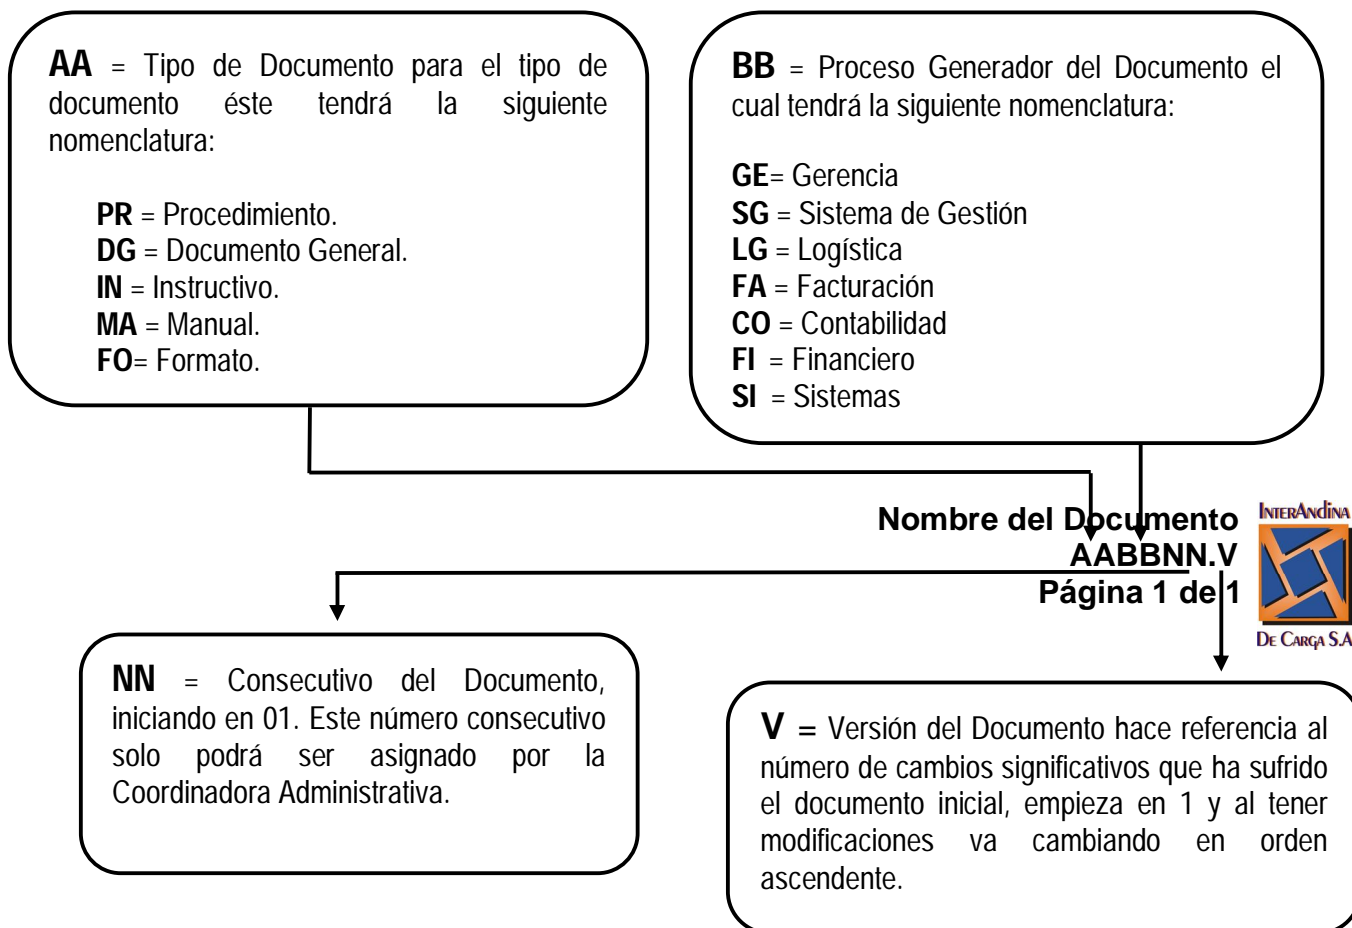 AA = Tipo de Documento para el tipo de
documento éste tendrá la siguiente
nomenclatura:
PR = Procedimiento.
DG = Documento General.
IN = Instructivo.
MA = Manual.
FO= Formato.
BB = Proceso Generador del Documento el
cual tendrá la siguiente nomenclatura:
GE= Gerencia
SG = Sistema de Gestión
LG = Logística
FA = Facturación
CO = Contabilidad
FI = Financiero
SI = Sistemas
Nombre del Documento
AABBNN.V
Página 1 de 1
INTERANDINA
DE CARGA S.A
NN = Consecutivo del Documento,
iniciando en 01. Este número consecutivo
solo podrá ser asignado por la
Coordinadora Administrativa.
V = Versión del Documento hace referencia al
número de cambios significativos que ha sufrido
el documento inicial, empieza en 1 y al tener
modificaciones va cambiando en orden
ascendente.